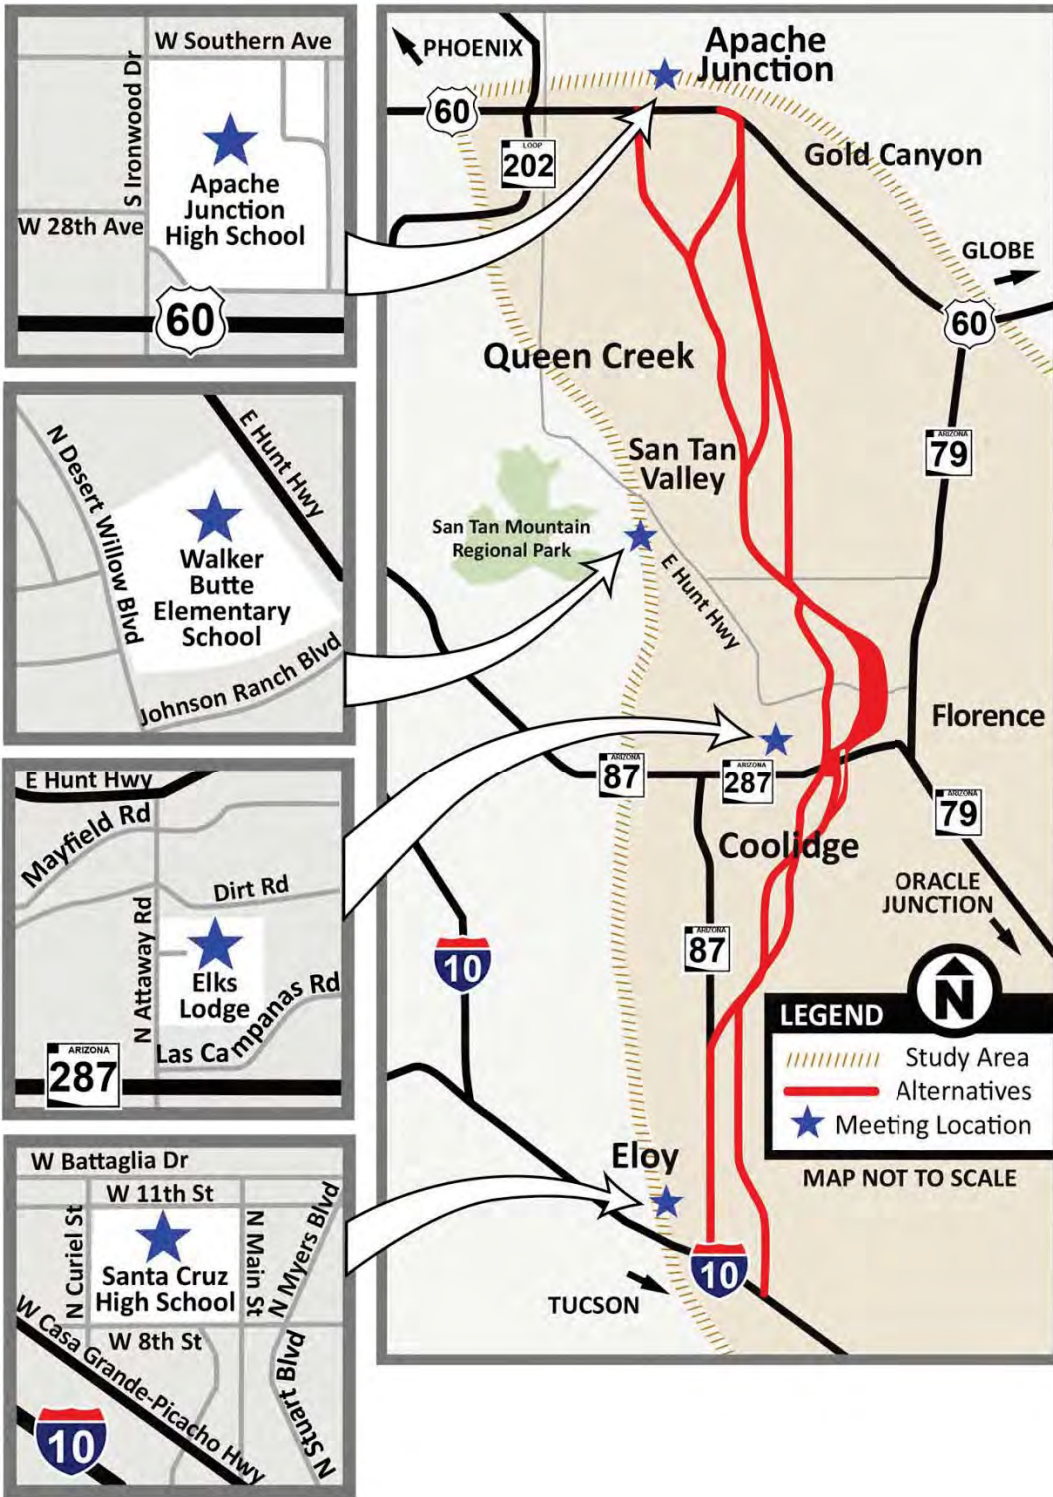 W Southern Ave
S Ironwood Dr
W 28th Ave
Apache
Junction
High School
60
N Desert Willow Blvd
E Hunt Hwy
Walker
Butte
Elementary
School
Johnson Ranch Blvd
E Hunt Hwy
Mayfield Rd
Dirt Rd
N Attaway Rd
Elks
Lodge
Las Campanas Rd
ARIZONA
287
W Battaglia Dr
W 11th St
N Curiel St
Santa Cruz
High School
N Main St
N Myers Blvd
W 8th St
W Casa Grande-Picacho Hwy
N Stuart Blvd
10
PHOENIX
Apache
Junction
60
LOOP
202
Gold Canyon
GLOBE
60
Queen Creek
ARIZONA
79
San Tan
Valley
San Tan Mountain
Regional Park
E Hunt Hwy
Florence
ARIZONA
87
ARIZONA
287
ARIZONA
79
Coolidge
ORACLE
JUNCTION
ARIZONA
87
10
N
LEGEND
Study Area
Alternatives
Meeting Location
MAP NOT TO SCALE
Eloy
10
TUCSON